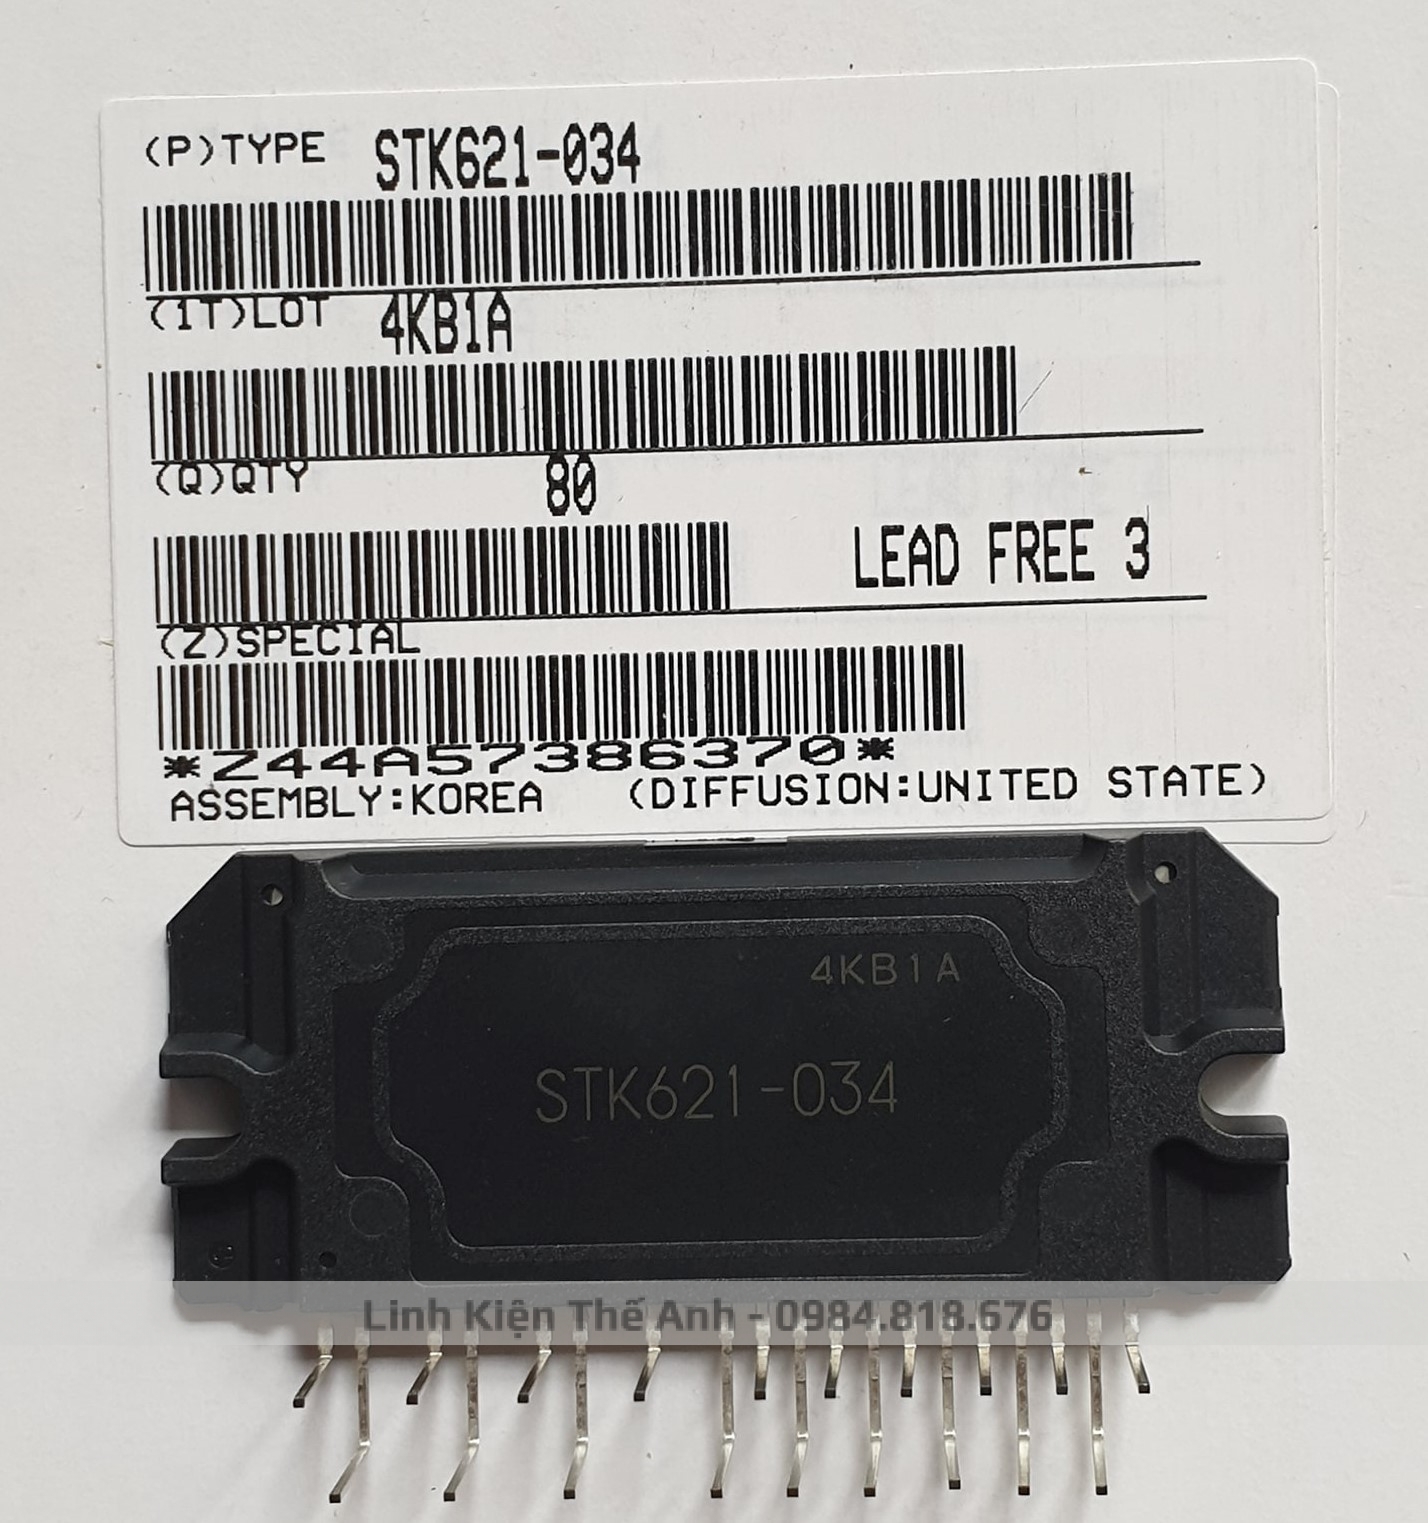 (P)TYPE STK621-034
(1T)LOT 4KB1A
(Q)QTY 80
LEAD FREE 3
(Z)SPECIAL
*Z44A57386370*
ASSEMBLY:KOREA (DIFFUSION:UNITED STATE)
4KB1A
STK621-034
Linh Kiện Thế Anh - 0984.818.676